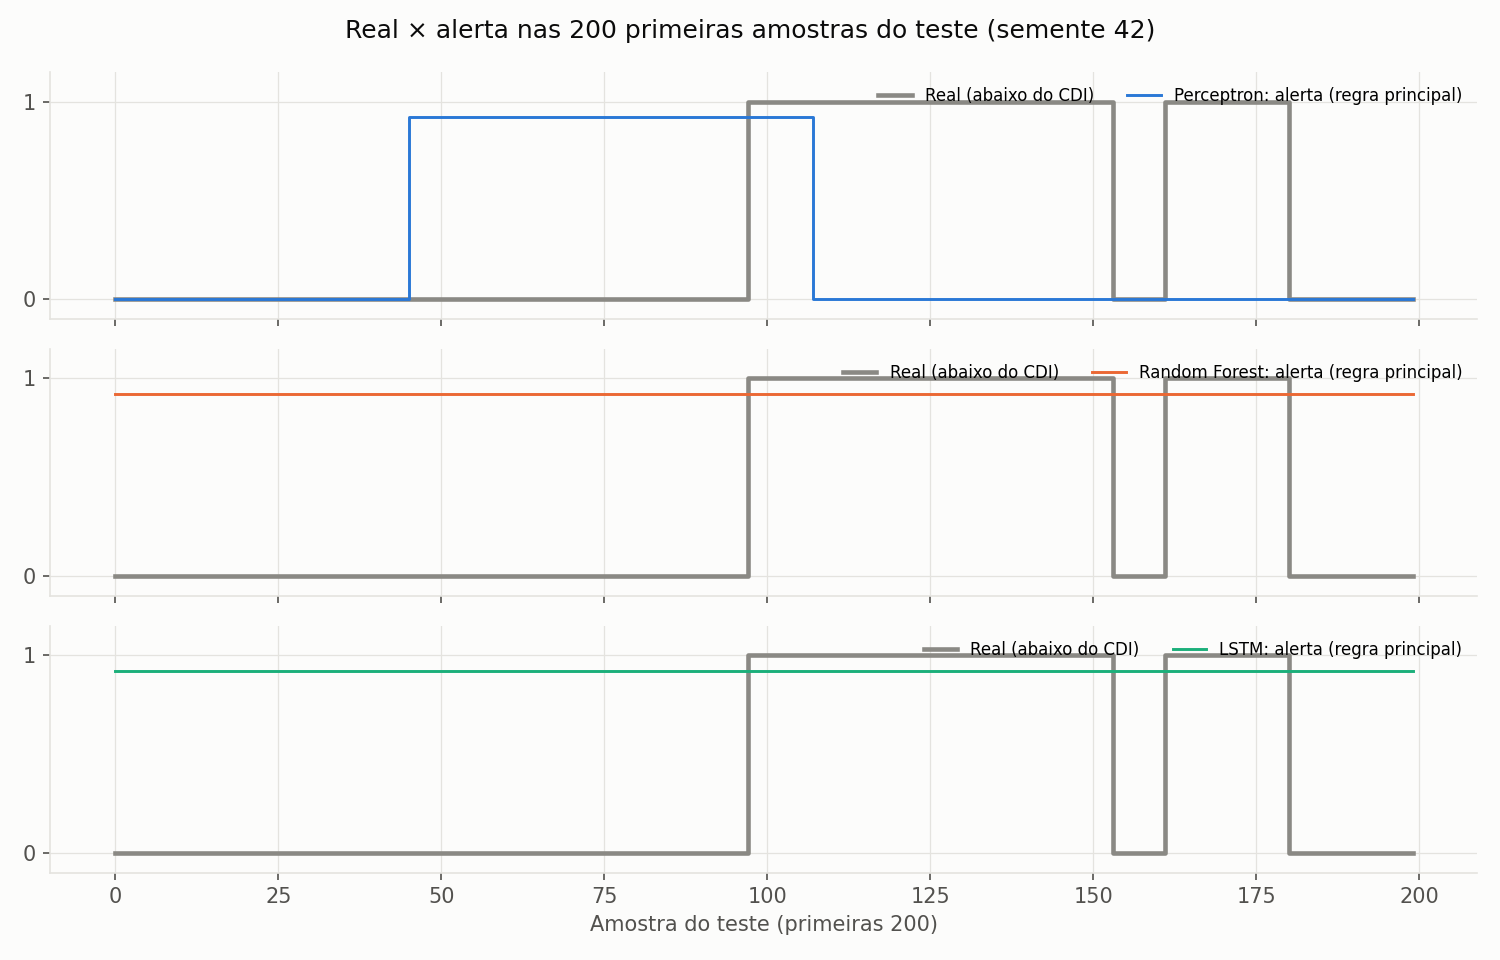 Real × alerta nas 200 primeiras amostras do teste (semente 42)
Real (abaixo do CDI) Perceptron: alerta (regra principal)
1
0
Real (abaixo do CDI) Random Forest: alerta (regra principal)
1
0
Real (abaixo do CDI) LSTM: alerta (regra principal)
1
0
0 25 50 75 100 125 150 175 200
Amostra do teste (primeiras 200)